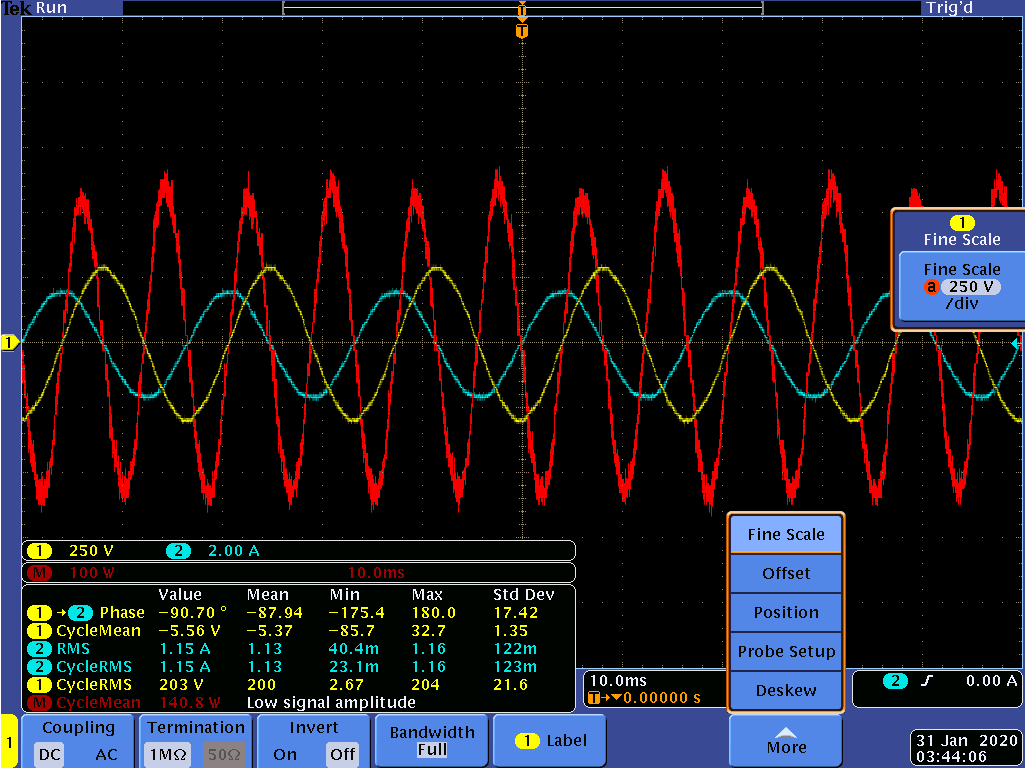 Tek Run Trig'd
T
T
1
Fine Scale
Fine Scale
a 250 V
/div
1
Fine Scale
Offset
Position
Probe Setup
Deskew
1 250 V 2 2.00 A
M 100 W 10.0ms
Value Mean Min Max Std Dev
1 →2 Phase −90.70 ° −87.94 −175.4 180.0 17.42
1 CycleMean −5.56 V −5.37 −85.7 32.7 1.35
2 RMS 1.15 A 1.13 40.4m 1.16 122m
2 CycleRMS 1.15 A 1.13 23.1m 1.16 123m
1 CycleRMS 203 V 200 2.67 204 21.6
M CycleMean 140.8 W Low signal amplitude
10.0ms
T→▼0.00000 s
2 0.00 A
1
Coupling
DC AC
Termination
1MΩ 50Ω
Invert
On Off
Bandwidth
Full
1 Label
More
31 Jan 2020
03:44:06